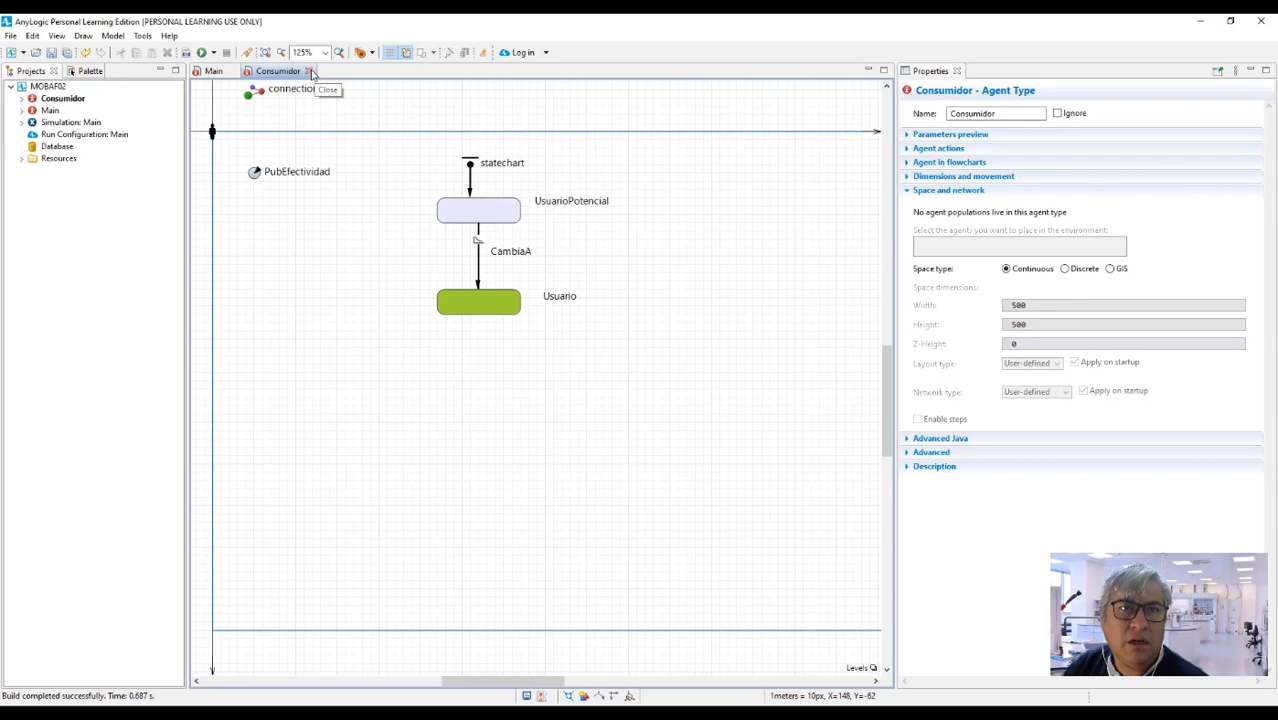 AnyLogic Personal Learning Edition [PERSONAL LEARNING USE ONLY)
File Edit View Draw Model Tools Help
125% Log in
Projects Palette Main Consumidor Properties
Close
MOBAF02
Consumidor
Main
Simulation: Main
Run Configuration: Main
Database
Resources
connection
PubEfectividad
statechart
UsuarioPotencial
CambiaA
Usuario
Levels
Consumidor - Agent Type
Name: Consumidor Ignore
Parameters preview
Agent actions
Agent in flowcharts
Dimensions and movement
Space and network
No agent populations live in this agent type
Select the agents you want to place in the environment:
Space type: Continuous Discrete GIS
Space dimensions:
Width: 500
Height: 500
Z-Height: 0
Layout type: User-defined Apply on startup
Network type: User-defined Apply on startup
Enable steps
Advanced Java
Advanced
Description
Build completed successfully. Time: 0.687 s. 1meters = 10px, X=148, Y=-62